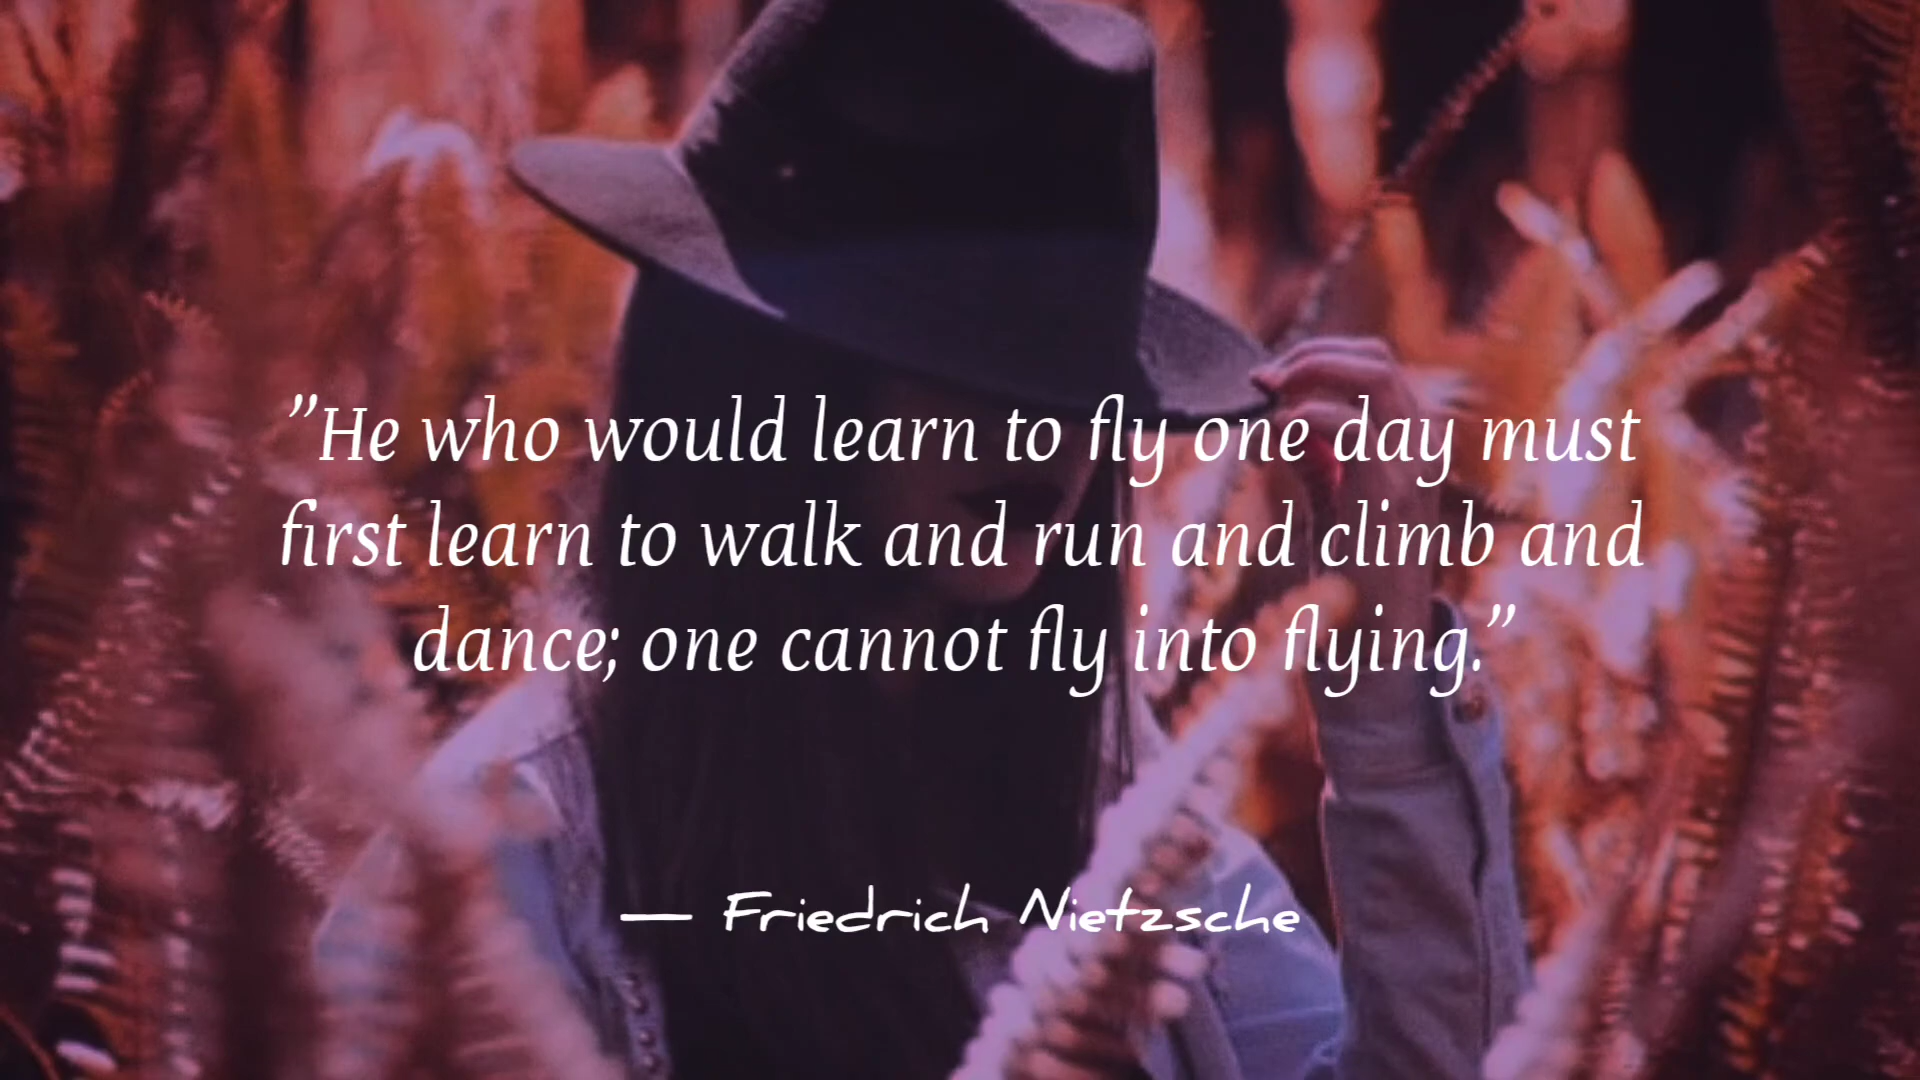 ”He who would learn to fly one day must
first learn to walk and run and climb and
dance; one cannot fly into flying.”
— Friedrich Nietzsche